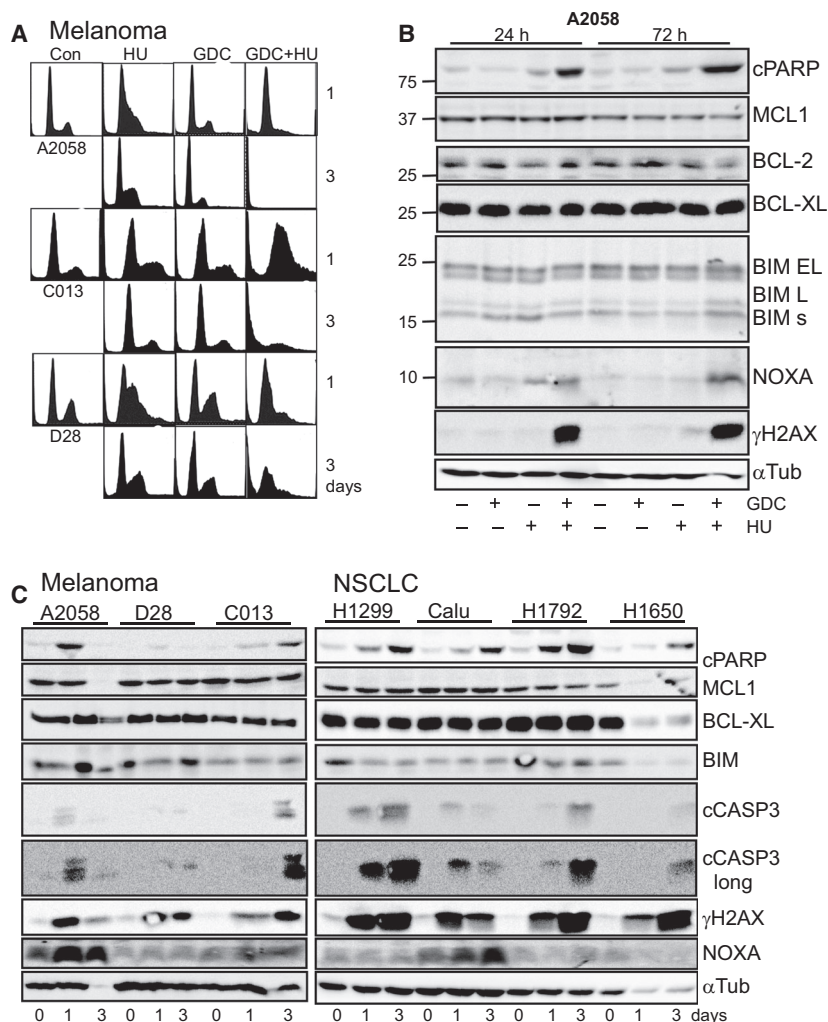 A Melanoma
Con HU GDC GDC+HU
1
A2058
3
1
C013
3
1
D28
3
days
B
A2058
24 h 72 h
75 cPARP
37 MCL1
25 BCL-2
25 BCL-XL
25 BIM EL
BIM L
15 BIM s
10 NOXA
γH2AX
αTub
– + – + – + – + GDC
– – + + – – + + HU
C Melanoma NSCLC
A2058 D28 C013 H1299 Calu H1792 H1650
cPARP
MCL1
BCL-XL
BIM
cCASP3
cCASP3
long
γH2AX
NOXA
αTub
0 1 3 0 1 3 0 1 3 0 1 3 0 1 3 0 1 3 0 1 3 days